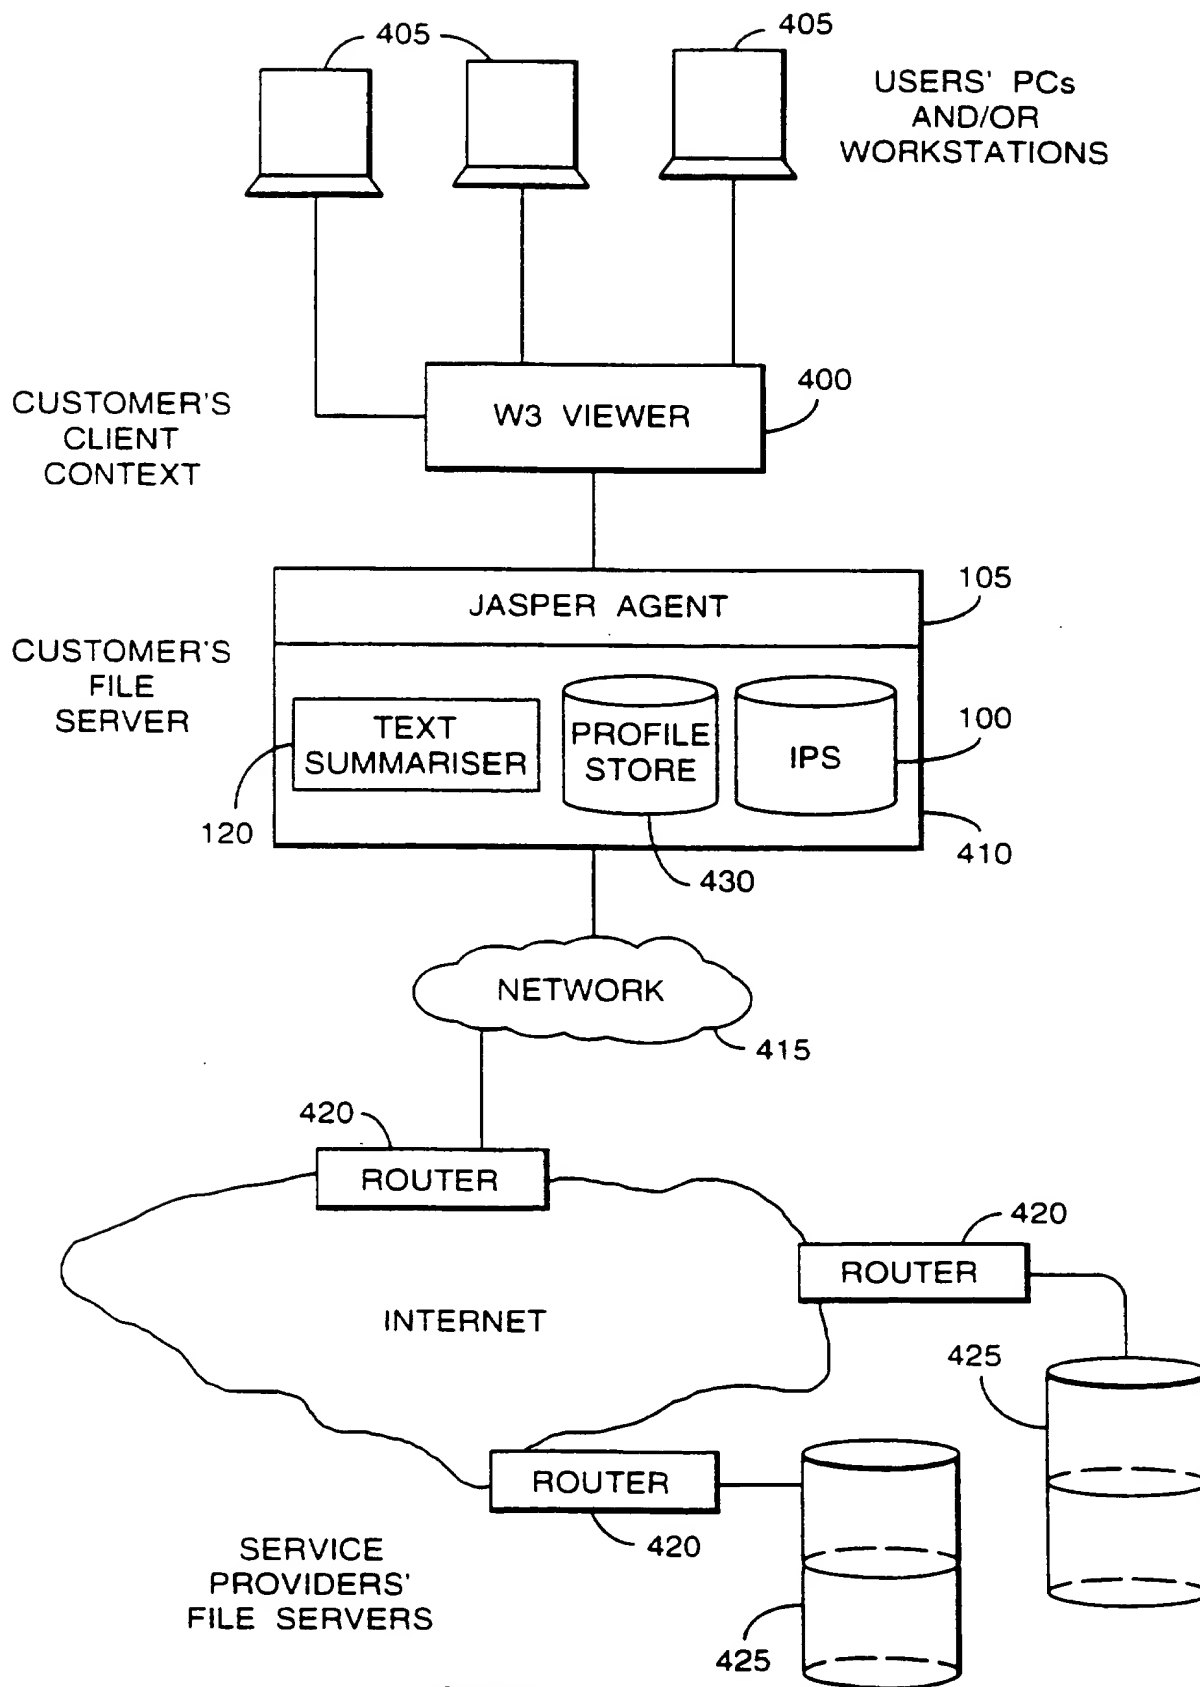 405
405
USERS' PCs
AND/OR
WORKSTATIONS
400
W3 VIEWER
CUSTOMER'S
CLIENT
CONTEXT
105
JASPER AGENT
CUSTOMER'S
FILE
SERVER
TEXT
SUMMARISER
PROFILE
STORE
IPS
100
120
410
430
NETWORK
415
420
ROUTER
420
ROUTER
INTERNET
425
ROUTER
420
SERVICE
PROVIDERS'
FILE SERVERS
425